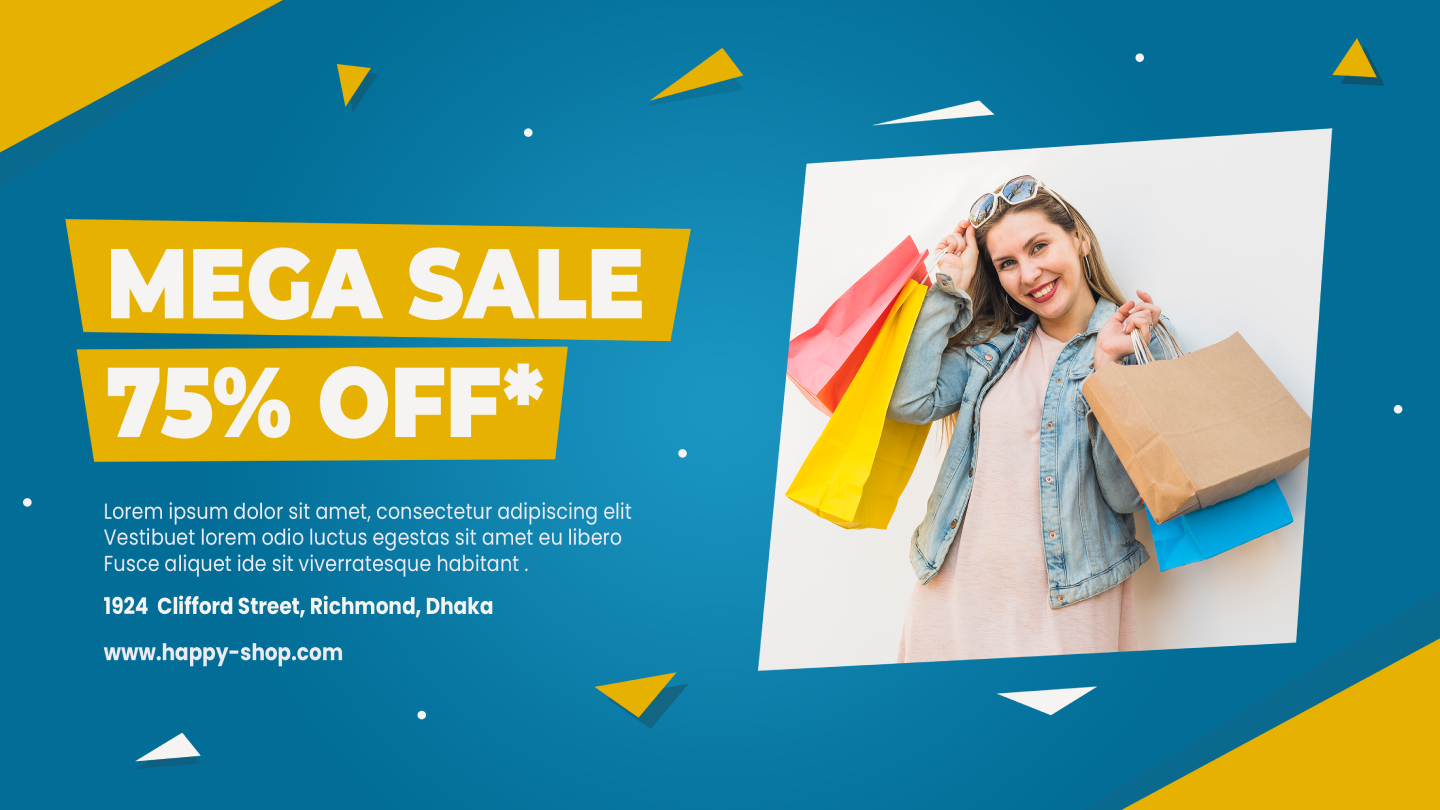 MEGA SALE
75% OFF*
Lorem ipsum dolor sit amet, consectetur adipiscing elit
Vestibuet lorem odio luctus egestas sit amet eu libero
Fusce aliquet ide sit viverratesque habitant .
1924  Clifford Street, Richmond, Dhaka
www.happy-shop.com